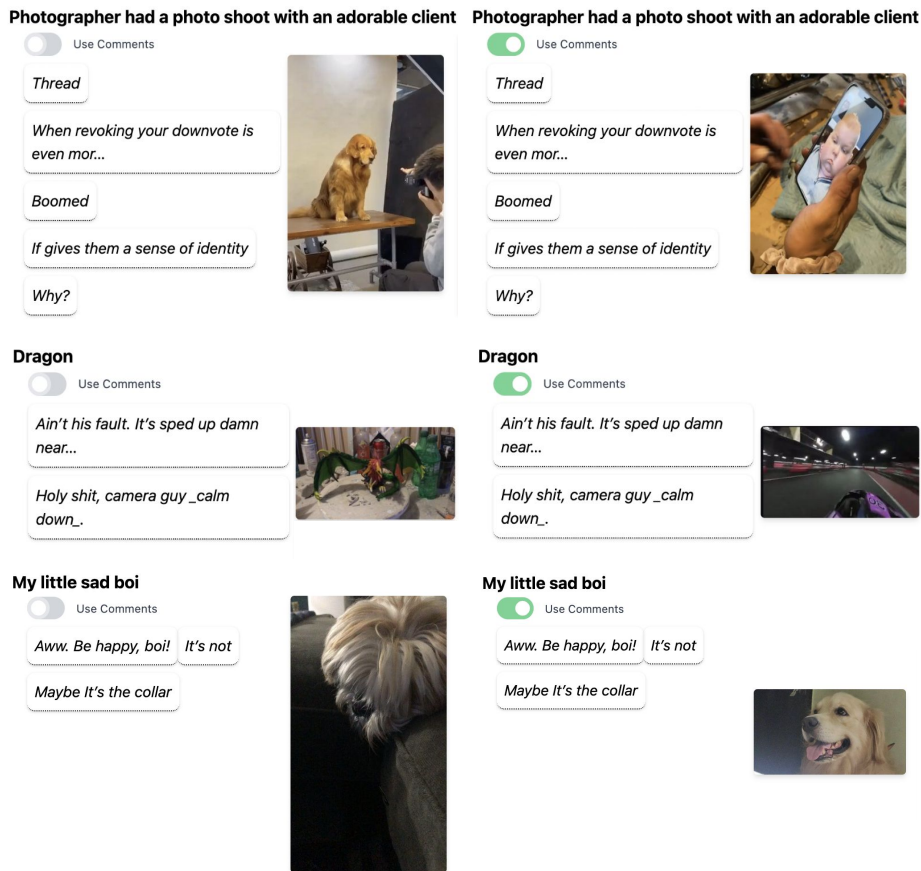 Photographer had a photo shoot with an adorable client
Use Comments
Thread
When revoking your downvote is
even mor...
Boomed
If gives them a sense of identity
Why?
Photographer had a photo shoot with an adorable client
Use Comments
Thread
When revoking your downvote is
even mor...
Boomed
If gives them a sense of identity
Why?
Dragon
Use Comments
Ain't his fault. It's sped up damn
near...
Holy shit, camera guy _calm
down_.
Dragon
Use Comments
Ain't his fault. It's sped up damn
near...
Holy shit, camera guy _calm
down_.
My little sad boi
Use Comments
Aww. Be happy, boi! It's not
Maybe It's the collar
My little sad boi
Use Comments
Aww. Be happy, boi! It's not
Maybe It's the collar